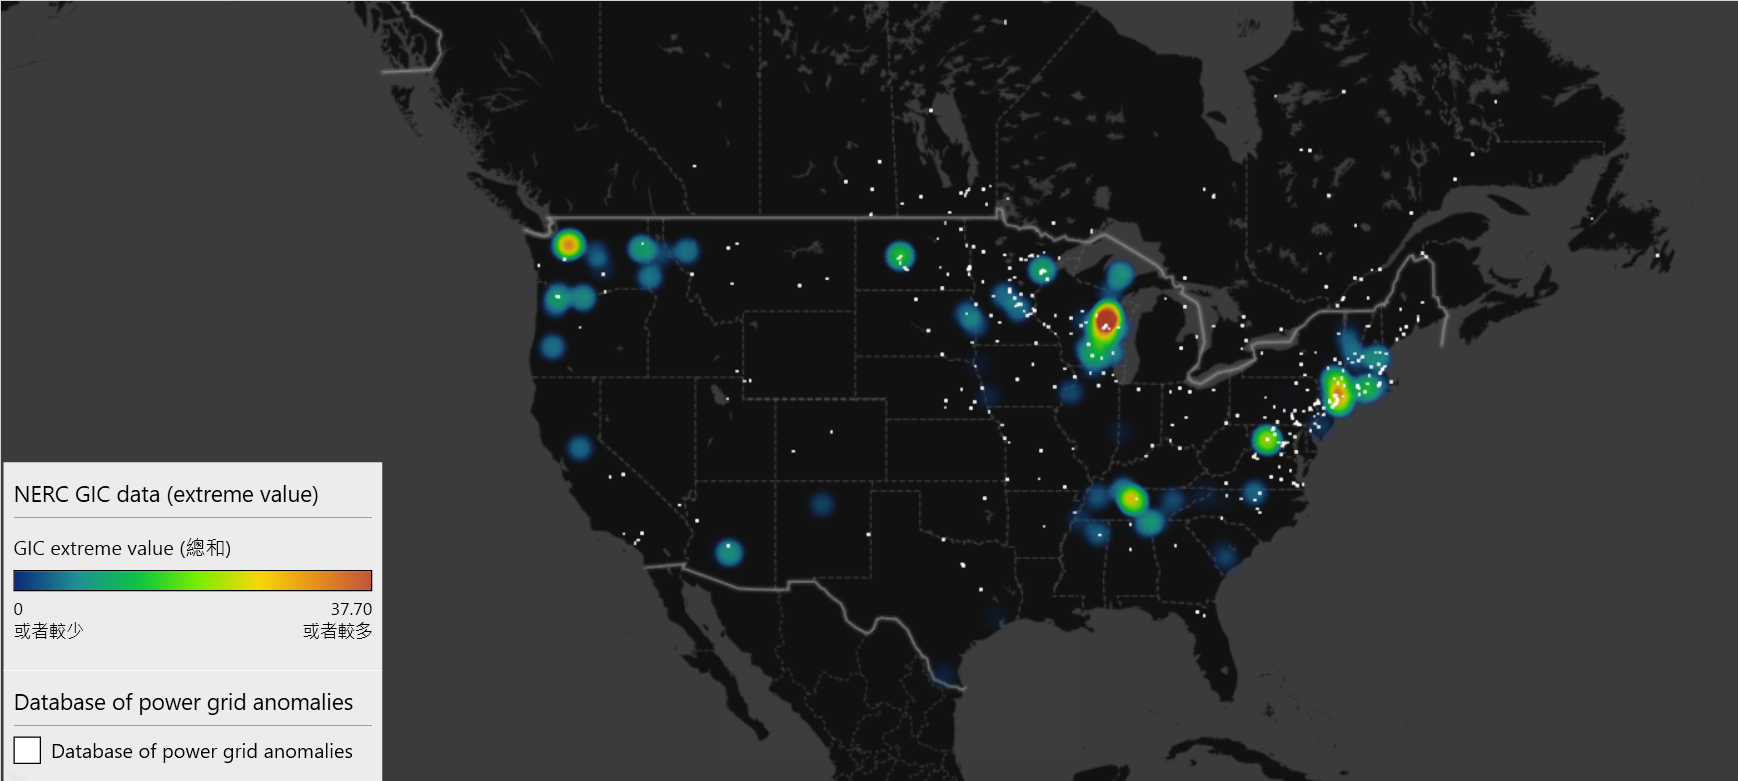 NERC GIC data (extreme value)
GIC extreme value (總和)
0 37.70
或者較少 或者較多
Database of power grid anomalies
Database of power grid anomalies